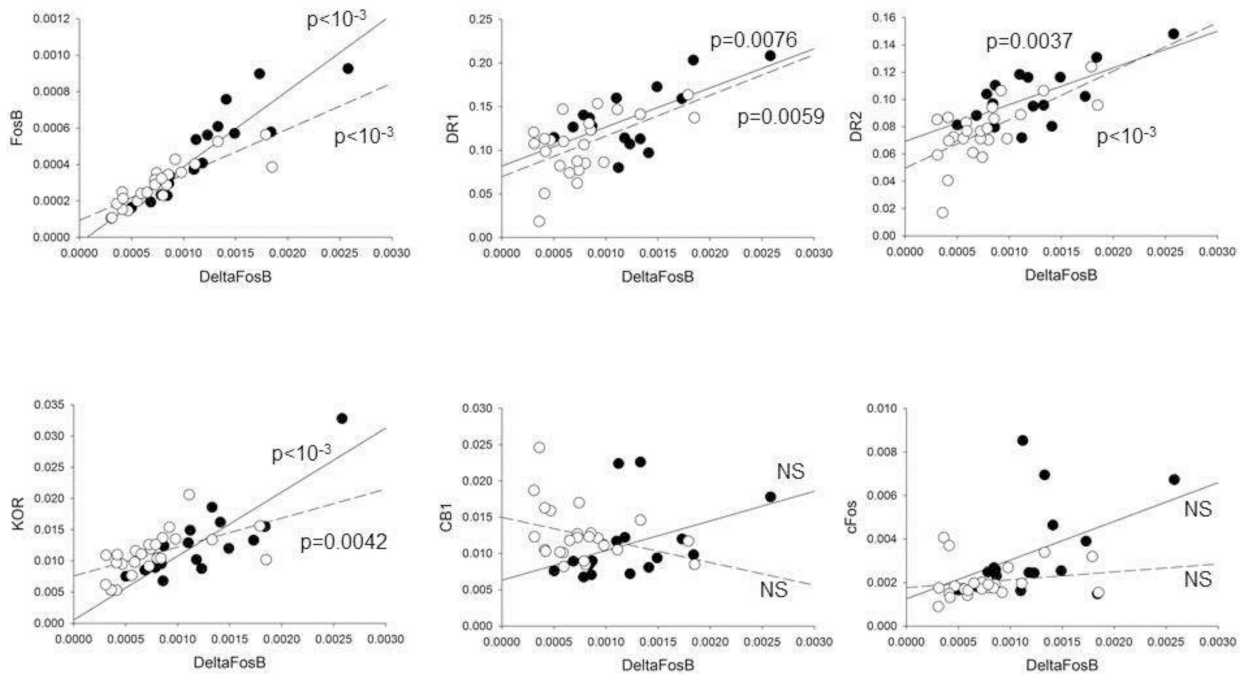 FosB
0.0012
0.0010
0.0008
0.0006
0.0004
0.0002
0.0000
p<10-3
p<10-3
0.0000 0.0005 0.0010 0.0015 0.0020 0.0025 0.0030
DeltaFosB
DR1
0.25
0.20
0.15
0.10
0.05
0.00
p=0.0076
p=0.0059
0.0000 0.0005 0.0010 0.0015 0.0020 0.0025 0.0030
DeltaFosB
DR2
0.16
0.14
0.12
0.10
0.08
0.06
0.04
0.02
0.00
p=0.0037
p<10-3
0.0000 0.0005 0.0010 0.0015 0.0020 0.0025 0.0030
DeltaFosB
KOR
0.035
0.030
0.025
0.020
0.015
0.010
0.005
0.000
p<10-3
p=0.0042
0.0000 0.0005 0.0010 0.0015 0.0020 0.0025 0.0030
DeltaFosB
CB1
0.030
0.025
0.020
0.015
0.010
0.005
0.000
NS
NS
0.0000 0.0005 0.0010 0.0015 0.0020 0.0025 0.0030
DeltaFosB
cFos
0.010
0.008
0.006
0.004
0.002
0.000
NS
NS
0.0000 0.0005 0.0010 0.0015 0.0020 0.0025 0.0030
DeltaFosB